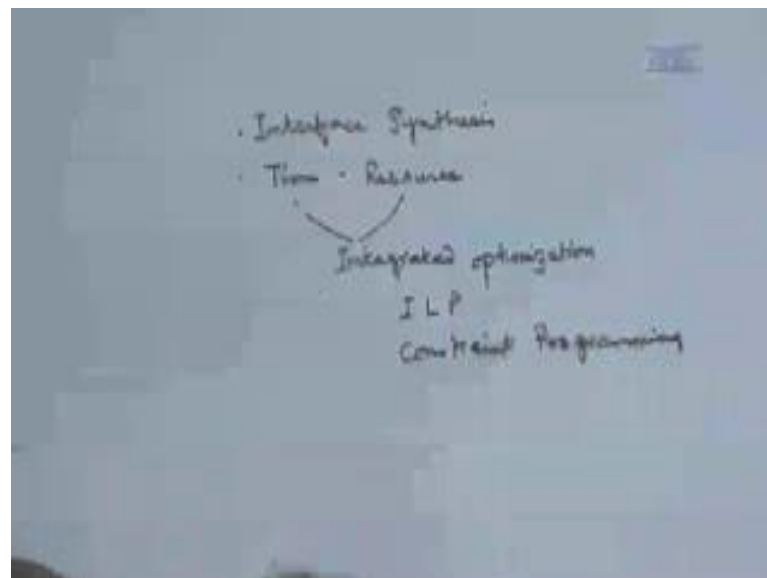 . Interface Synthesis
. Time - Resource
Integrated optimization
ILP
Constraint Programming